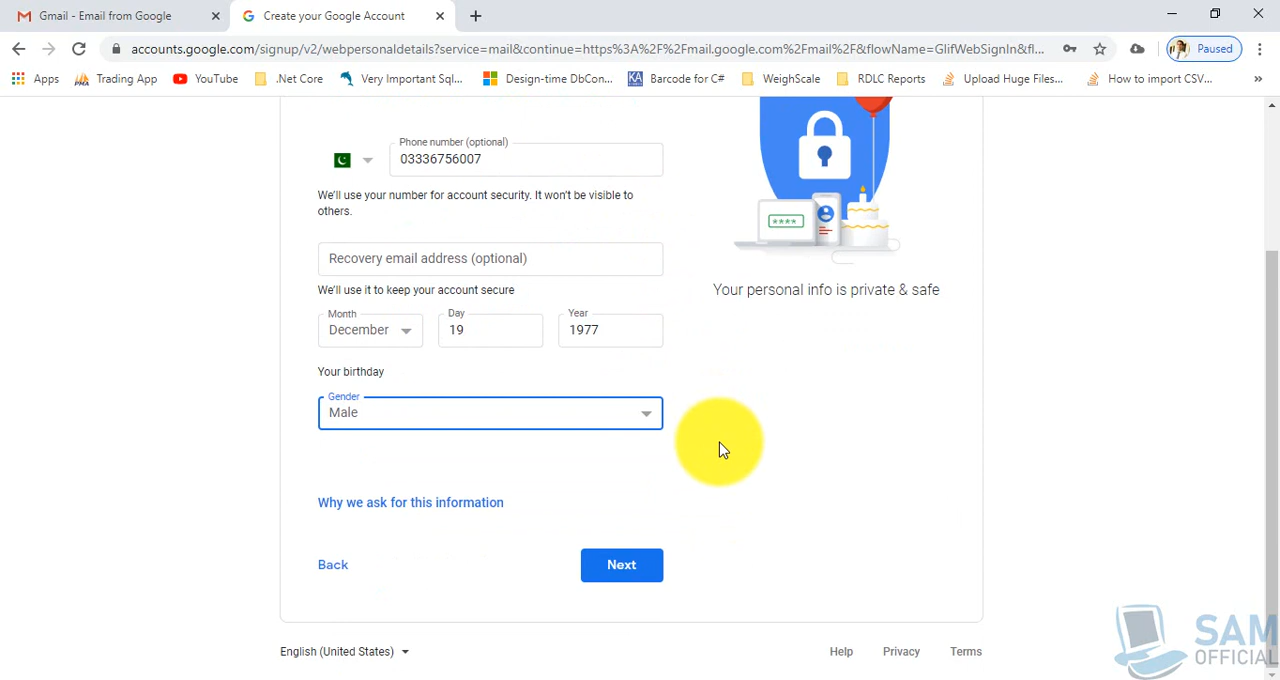 Gmail - Email from Google
Create your Google Account
accounts.google.com/signup/v2/webpersonaldetails?service=mail&continue=https%3A%2F%2Fmail.google.com%2Fmail%2F&flowName=GlifWebSignIn&fl...
Paused
Apps
Trading App
YouTube
.Net Core
Very Important Sql...
Design-time DbCon...
KA
Barcode for C#
WeighScale
RDLC Reports
Upload Huge Files...
How to import CSV...
»
Phone number (optional)
03336756007
We'll use your number for account security. It won't be visible to
others.
Recovery email address (optional)
We'll use it to keep your account secure
Month
December
Day
19
Year
1977
Your birthday
Gender
Male
Why we ask for this information
Back
Next
****
Your personal info is private & safe
English (United States)
Help
Privacy
Terms
SAM
OFFICIAL